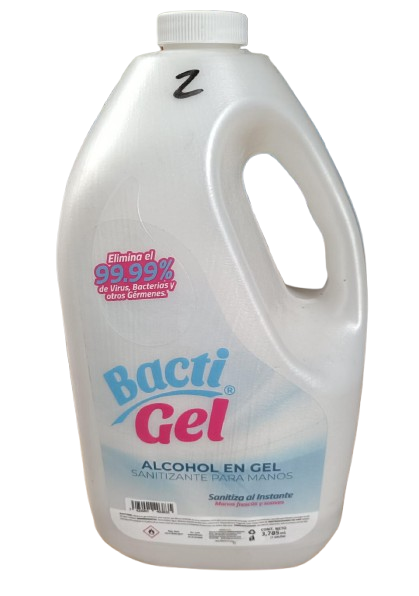 Z
Elimina el
99.99%
de Virus, Bacterias y
otros Gérmenes.*
Bacti®
Gel
ALCOHOL EN GEL
SANITIZANTE PARA MANOS
Sanitiza al Instante
Manos frescas y suaves
CONT. NETO
3,785